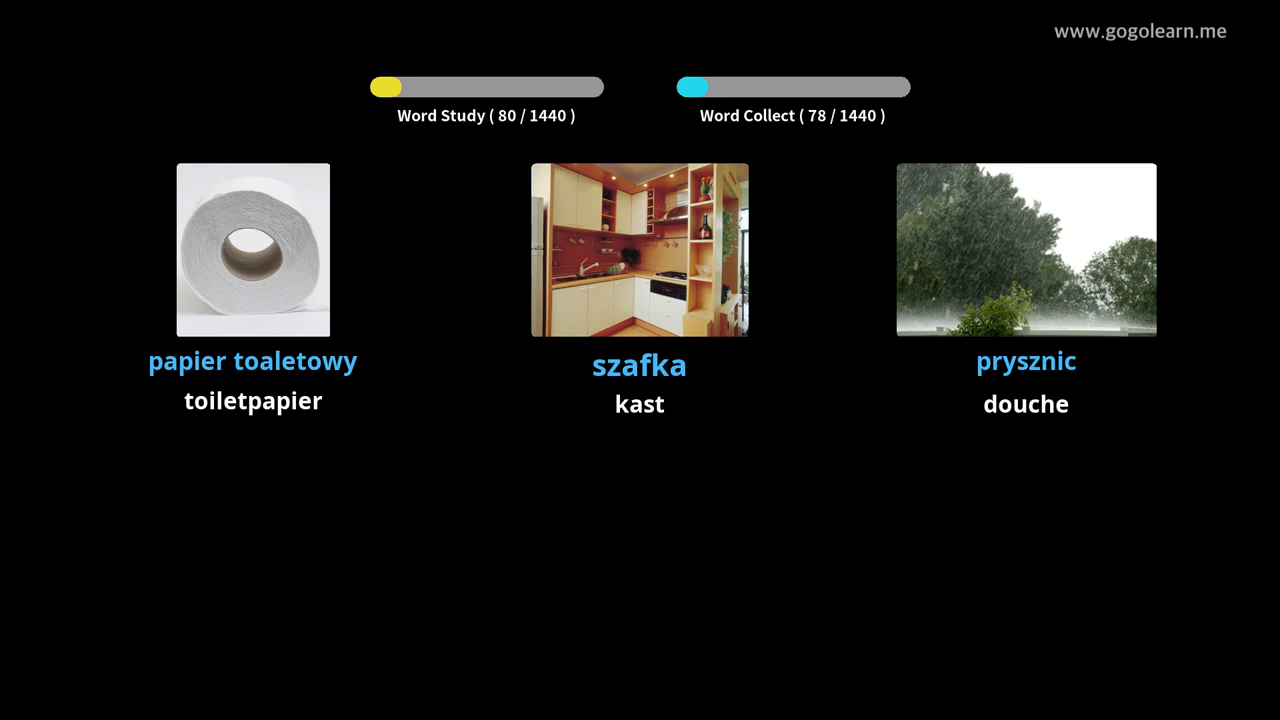 www.gogolearn.me
Word Study ( 80 / 1440 )
Word Collect ( 78 / 1440 )
papier toaletowy
toiletpapier
szafka
kast
prysznic
douche